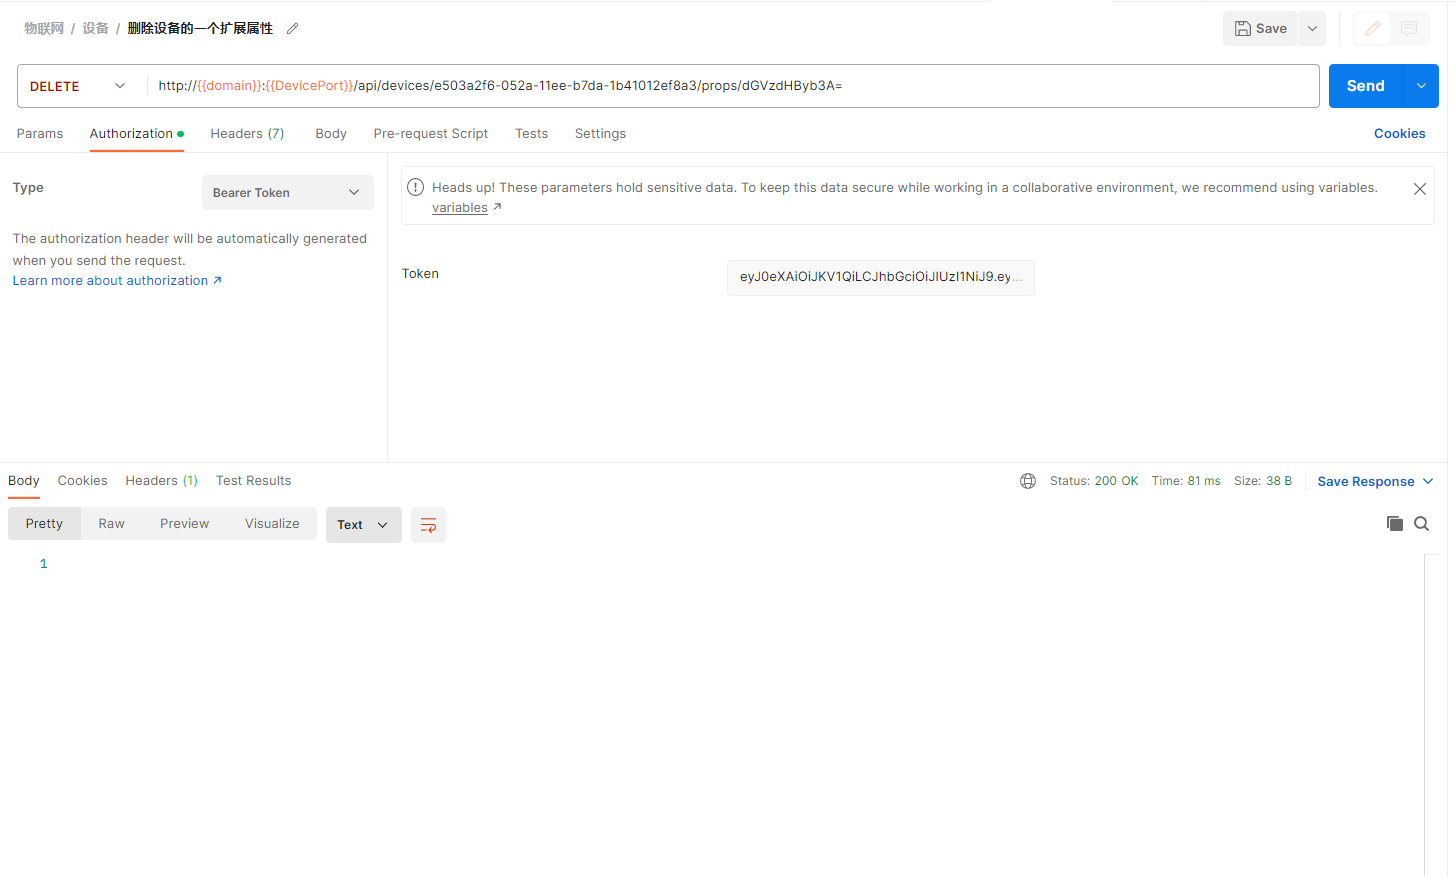 物联网 / 设备 / 删除设备的一个扩展属性
Save
DELETE http://{{domain}}:{{DevicePort}}/api/devices/e503a2f6-052a-11ee-b7da-1b41012ef8a3/props/dGVzdHByb3A=
Send
Params Authorization Headers (7) Body Pre-request Script Tests Settings Cookies
Type Bearer Token
The authorization header will be automatically generated
when you send the request.
Learn more about authorization ↗
Heads up! These parameters hold sensitive data. To keep this data secure while working in a collaborative environment, we recommend using variables.
variables ↗
Token eyJ0eXAiOiJKV1QiLCJhbGciOiJIUzI1NiJ9.ey...
Body Cookies Headers (1) Test Results Status: 200 OK Time: 81 ms Size: 38 B Save Response
Pretty Raw Preview Visualize Text
1